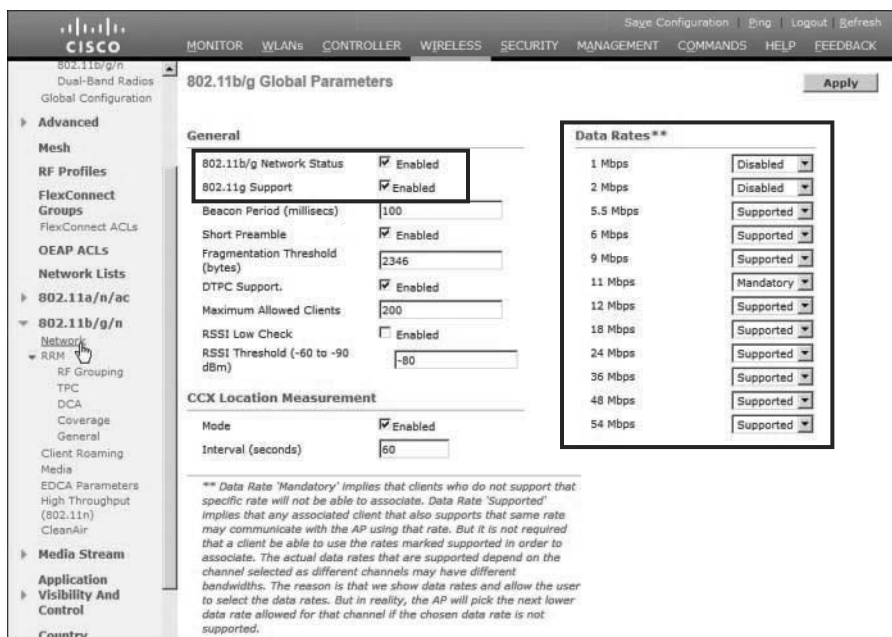 Save Configuration | Ping | Logout | Refresh
CISCO
MONITOR WLANs CONTROLLER WIRELESS SECURITY MANAGEMENT COMMANDS HELP FEEDBACK
802.11b/g/n
Dual-Band Radios
Global Configuration
Advanced
Mesh
RF Profiles
FlexConnect
Groups
FlexConnect ACLs
OEAP ACLs
Network Lists
802.11a/n/ac
802.11b/g/n
Network
RRM
RF Grouping
TPC
DCA
Coverage
General
Client Roaming
Media
EDCA Parameters
High Throughput
(802.11n)
CleanAir
Media Stream
Application
Visibility And
Control
Country
802.11b/g Global Parameters
Apply
General
802.11b/g Network Status Enabled
802.11g Support Enabled
Beacon Period (millisecs) 100
Short Preamble Enabled
Fragmentation Threshold
(bytes) 2346
DTPC Support. Enabled
Maximum Allowed Clients 200
RSSI Low Check Enabled
RSSI Threshold (-60 to -90
dBm) -80
CCX Location Measurement
Mode Enabled
Interval (seconds) 60
** Data Rate 'Mandatory' implies that clients who do not support that
specific rate will not be able to associate. Data Rate 'Supported'
implies that any associated client that also supports that same rate
may communicate with the AP using that rate. But it is not required
that a client be able to use the rates marked supported in order to
associate. The actual data rates that are supported depend on the
channel selected as different channels may have different
bandwidths. The reason is that we show data rates and allow the user
to select the data rates. But in reality, the AP will pick the next lower
data rate allowed for that channel if the chosen data rate is not
supported.
Data Rates**
1 Mbps Disabled
2 Mbps Disabled
5.5 Mbps Supported
6 Mbps Supported
9 Mbps Supported
11 Mbps Mandatory
12 Mbps Supported
18 Mbps Supported
24 Mbps Supported
36 Mbps Supported
48 Mbps Supported
54 Mbps Supported